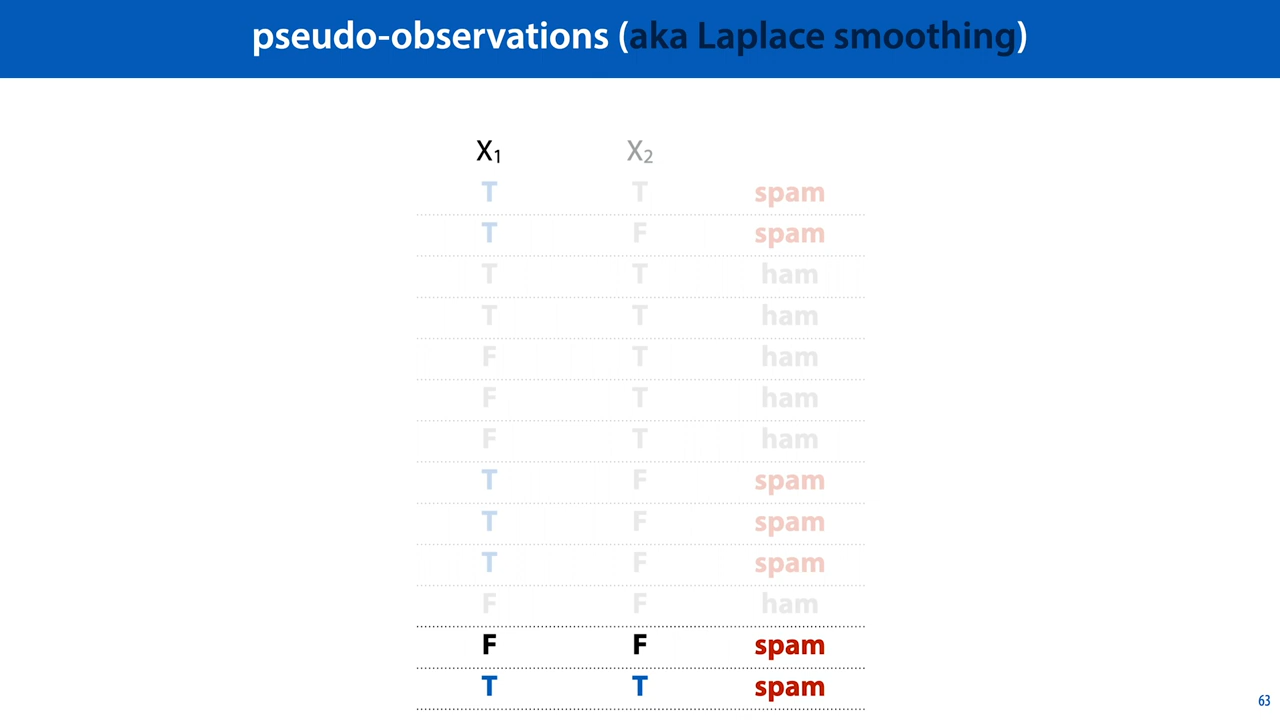 pseudo-observations (aka Laplace smoothing)
X₁ X₂
T T spam
T F spam
T T ham
T T ham
F T ham
F T ham
F T ham
T F spam
T F spam
T F spam
F F ham
F F spam
T T spam
63